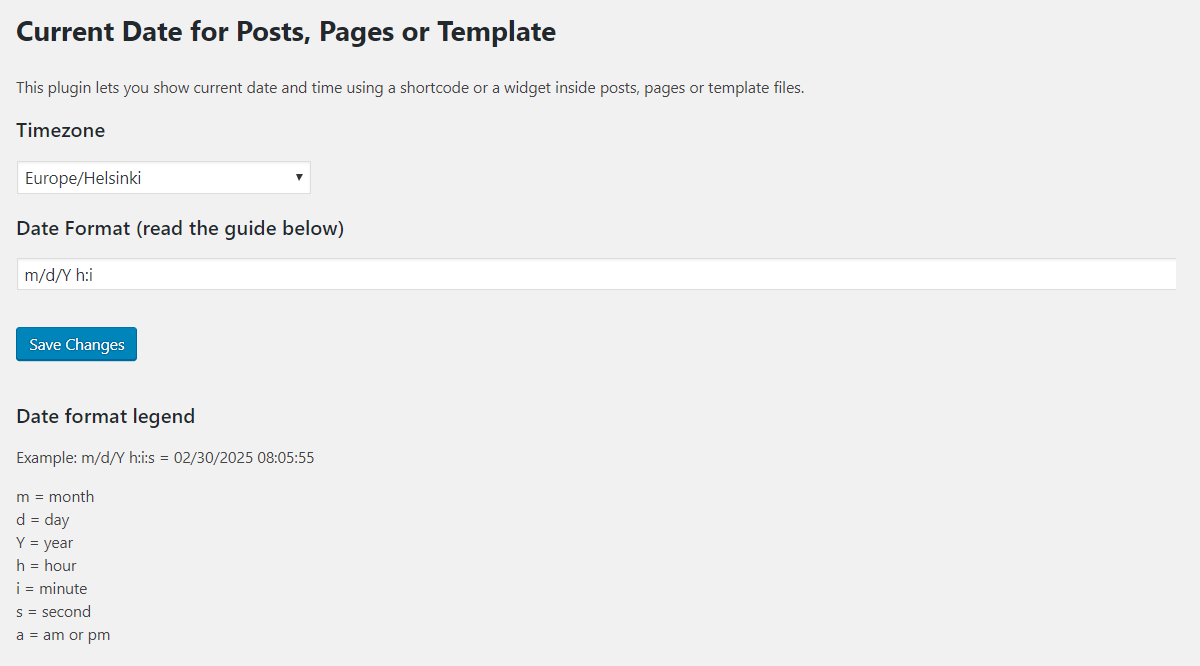 Current Date for Posts, Pages or Template
This plugin lets you show current date and time using a shortcode or a widget inside posts, pages or template files.
Timezone
Europe/Helsinki
Date Format (read the guide below)
m/d/Y h:i
Save Changes
Date format legend
Example: m/d/Y h:i:s = 02/30/2025 08:05:55
m = month
d = day
Y = year
h = hour
i = minute
s = second
a = am or pm